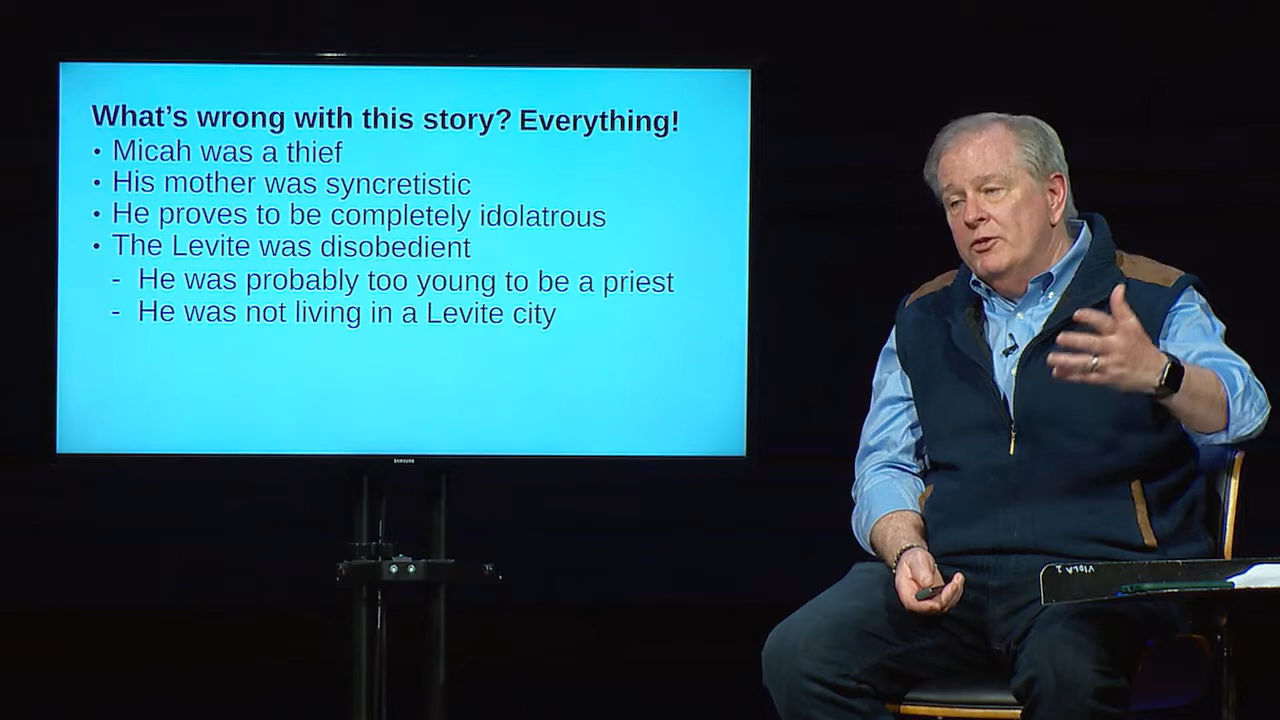 What’s wrong with this story? Everything!
• Micah was a thief
• His mother was syncretistic
• He proves to be completely idolatrous
• The Levite was disobedient
- He was probably too young to be a priest
- He was not living in a Levite city
SAMSUNG
VIOLA 2